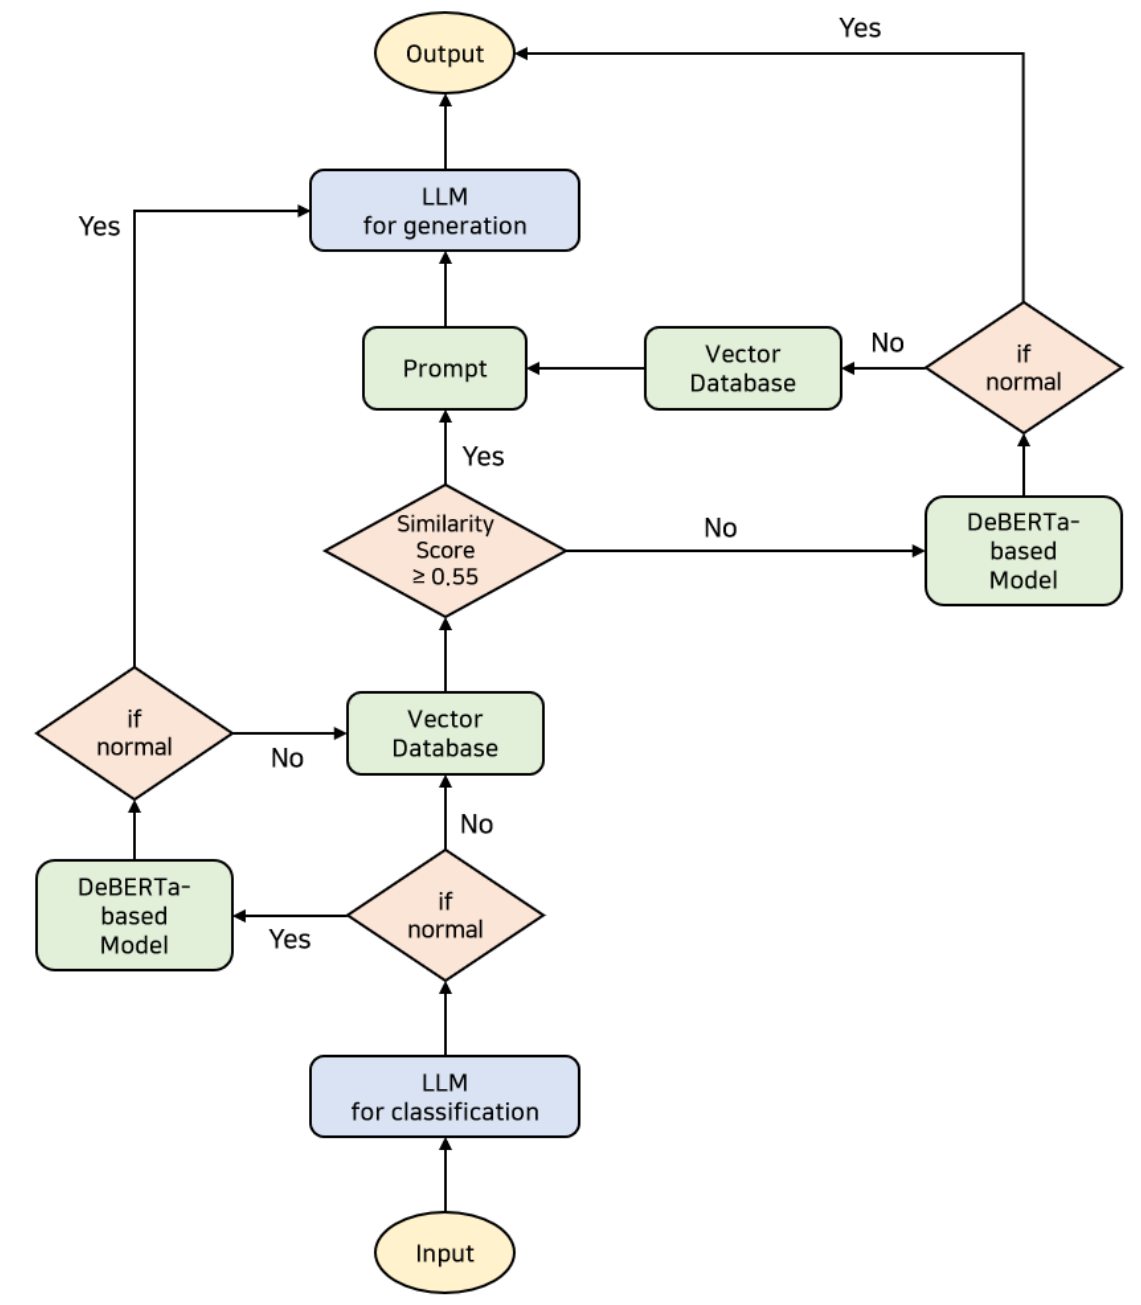 Yes
Output
LLM
for generation
Yes
Prompt
Vector
Database
No
if
normal
Yes
Similarity
Score
≥ 0.55
No
DeBERTa-
based
Model
if
normal
No
Vector
Database
No
DeBERTa-
based
Model
Yes
if
normal
LLM
for classification
Input